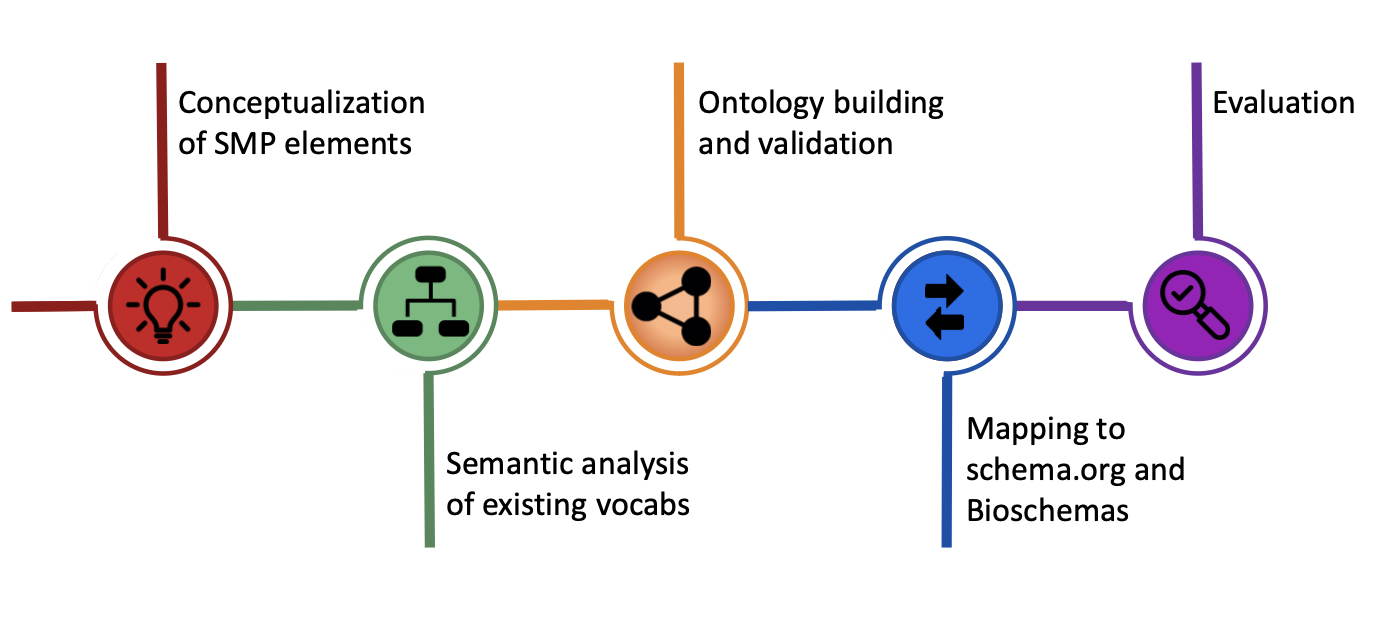 Conceptualization
of SMP elements
Semantic analysis
of existing vocabs
Ontology building
and validation
Mapping to
schema.org and
Bioschemas
Evaluation